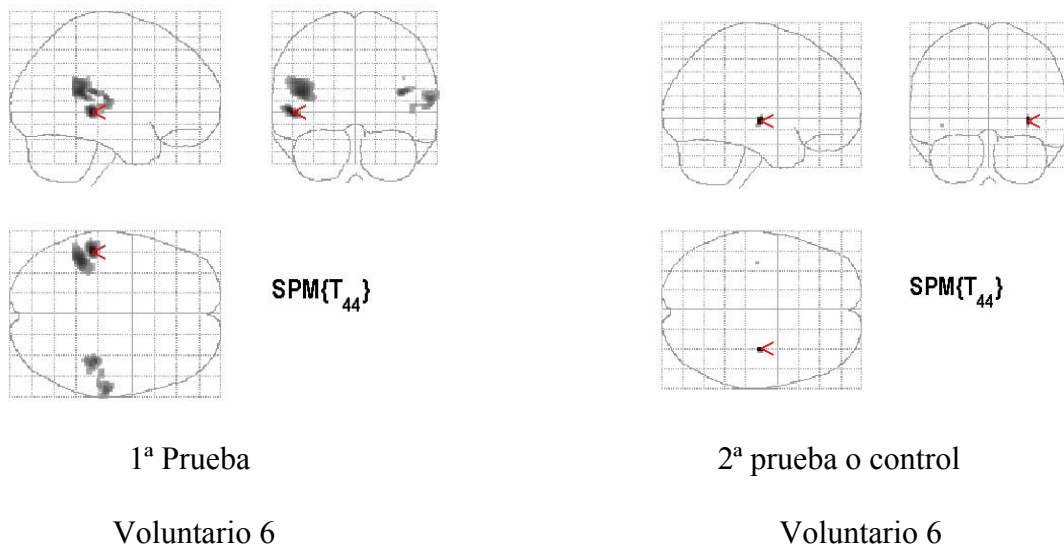 SPM{T44}
SPM{T44}
1ª Prueba
2ª prueba o control
Voluntario 6
Voluntario 6